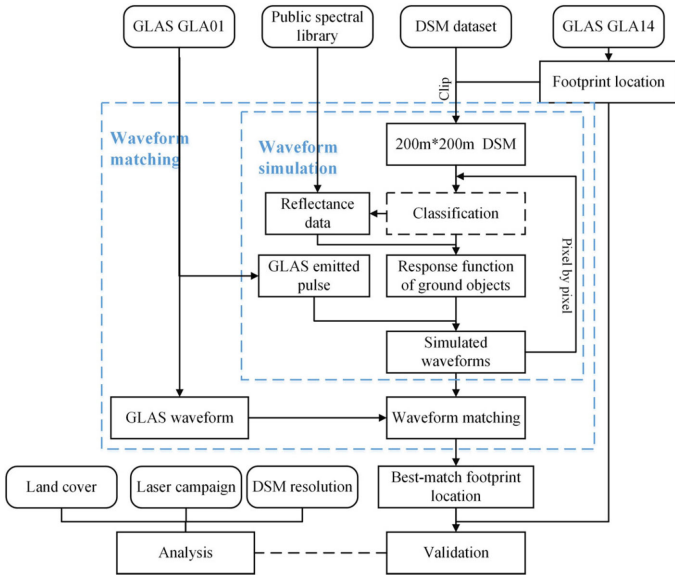 GLAS GLA01
Public spectral
library
DSM dataset
GLAS GLA14
Footprint location
Clip
Waveform
matching
Waveform
simulation
200m*200m DSM
Reflectance
data
Classification
Pixel by pixel
GLAS emitted
pulse
Response function
of ground objects
Simulated
waveforms
GLAS waveform
Waveform matching
Land cover
Laser campaign
DSM resolution
Best-match footprint
location
Analysis
Validation